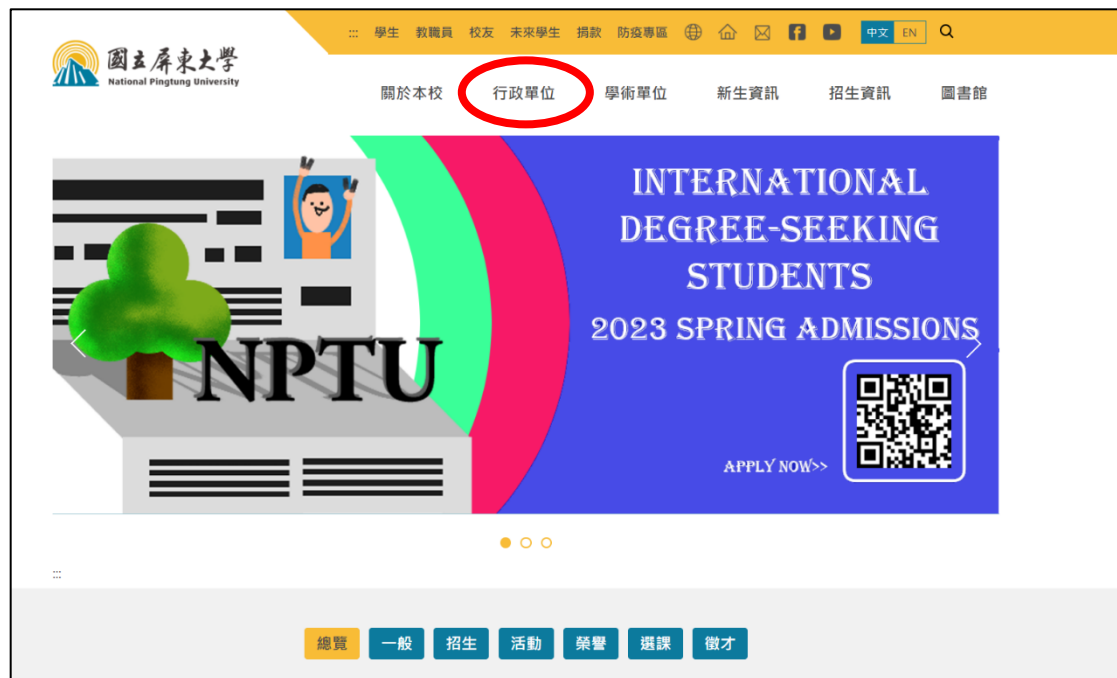 ::: 學生 教職員 校友 未來學生 捐款 防疫專區 中文 EN
國立屏東大學
National Pingtung University
關於本校 行政單位 學術單位 新生資訊 招生資訊 圖書館
INTERNATIONAL
DEGREE-SEEKING
STUDENTS
2023 SPRING ADMISSIONS
NPTU
APPLY NOW>>
:::
總覽 一般 招生 活動 榮譽 選課 徵才